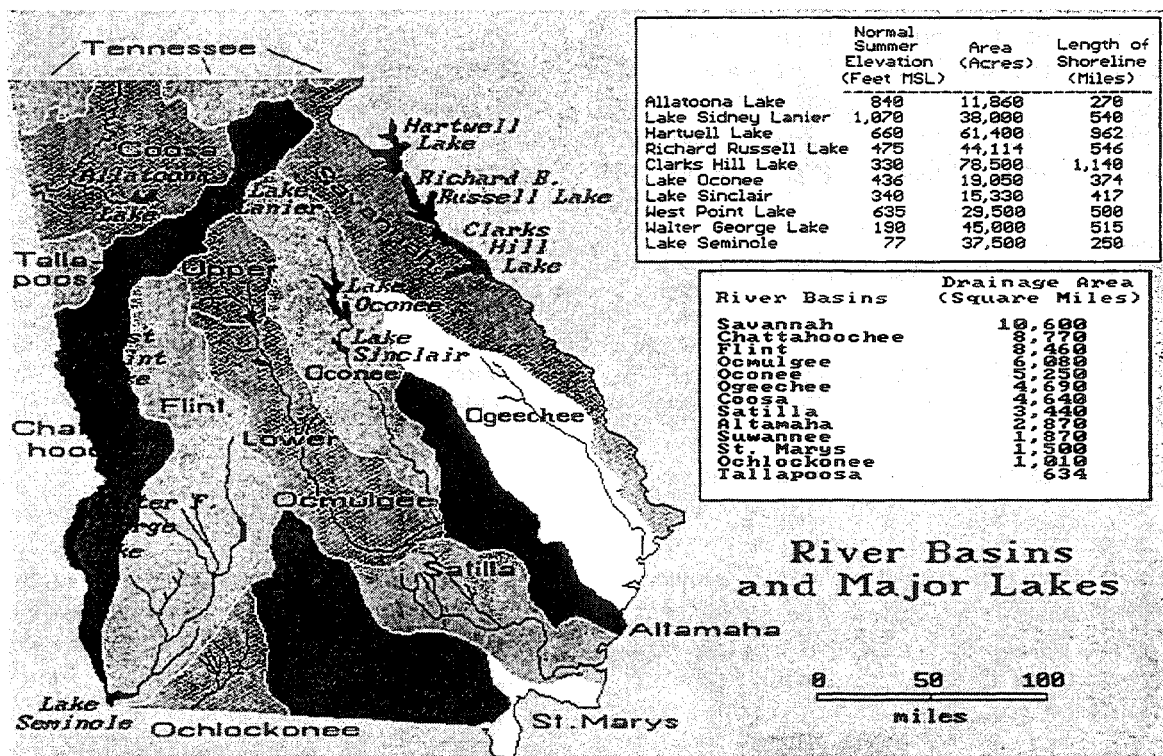 Tennessee
Coosa
Allatoona
Lake
Hartwell
Lake
Richard B.
Russell Lake
Lake
Lanier
Savannah
Clarks
Hill
Lake
Talla-
poosa
Upper
Lake
Oconee
Lake
Sinclair
Oconee
Ogeechee
Flint
Lower
Ocmulgee
Satilla
Altamaha
Lake
Seminole
Ochlockonee
St.Marys
Normal
Summer
Elevation
(Feet MSL)
Area
(Acres)
Length of
Shoreline
(Miles)
Allatoona Lake 840 11,860 270
Lake Sidney Lanier 1,070 38,000 540
Hartwell Lake 660 61,400 962
Richard Russell Lake 475 44,114 546
Clarks Hill Lake 330 78,500 1,140
Lake Oconee 436 19,050 374
Lake Sinclair 340 15,330 417
West Point Lake 635 29,500 500
Walter George Lake 190 45,000 515
Lake Seminole 77 37,500 250
River Basins
Drainage Area
(Square Miles)
Savannah 10,600
Chattahoochee 8,770
Flint 8,460
Ocmulgee 6,080
Oconee 5,250
Ogeechee 4,690
Coosa 4,640
Satilla 3,440
Altamaha 2,870
Suwannee 1,870
St. Marys 1,500
Ochlockonee 1,010
Tallapoosa 634
River Basins
and Major Lakes
0 50 100
miles